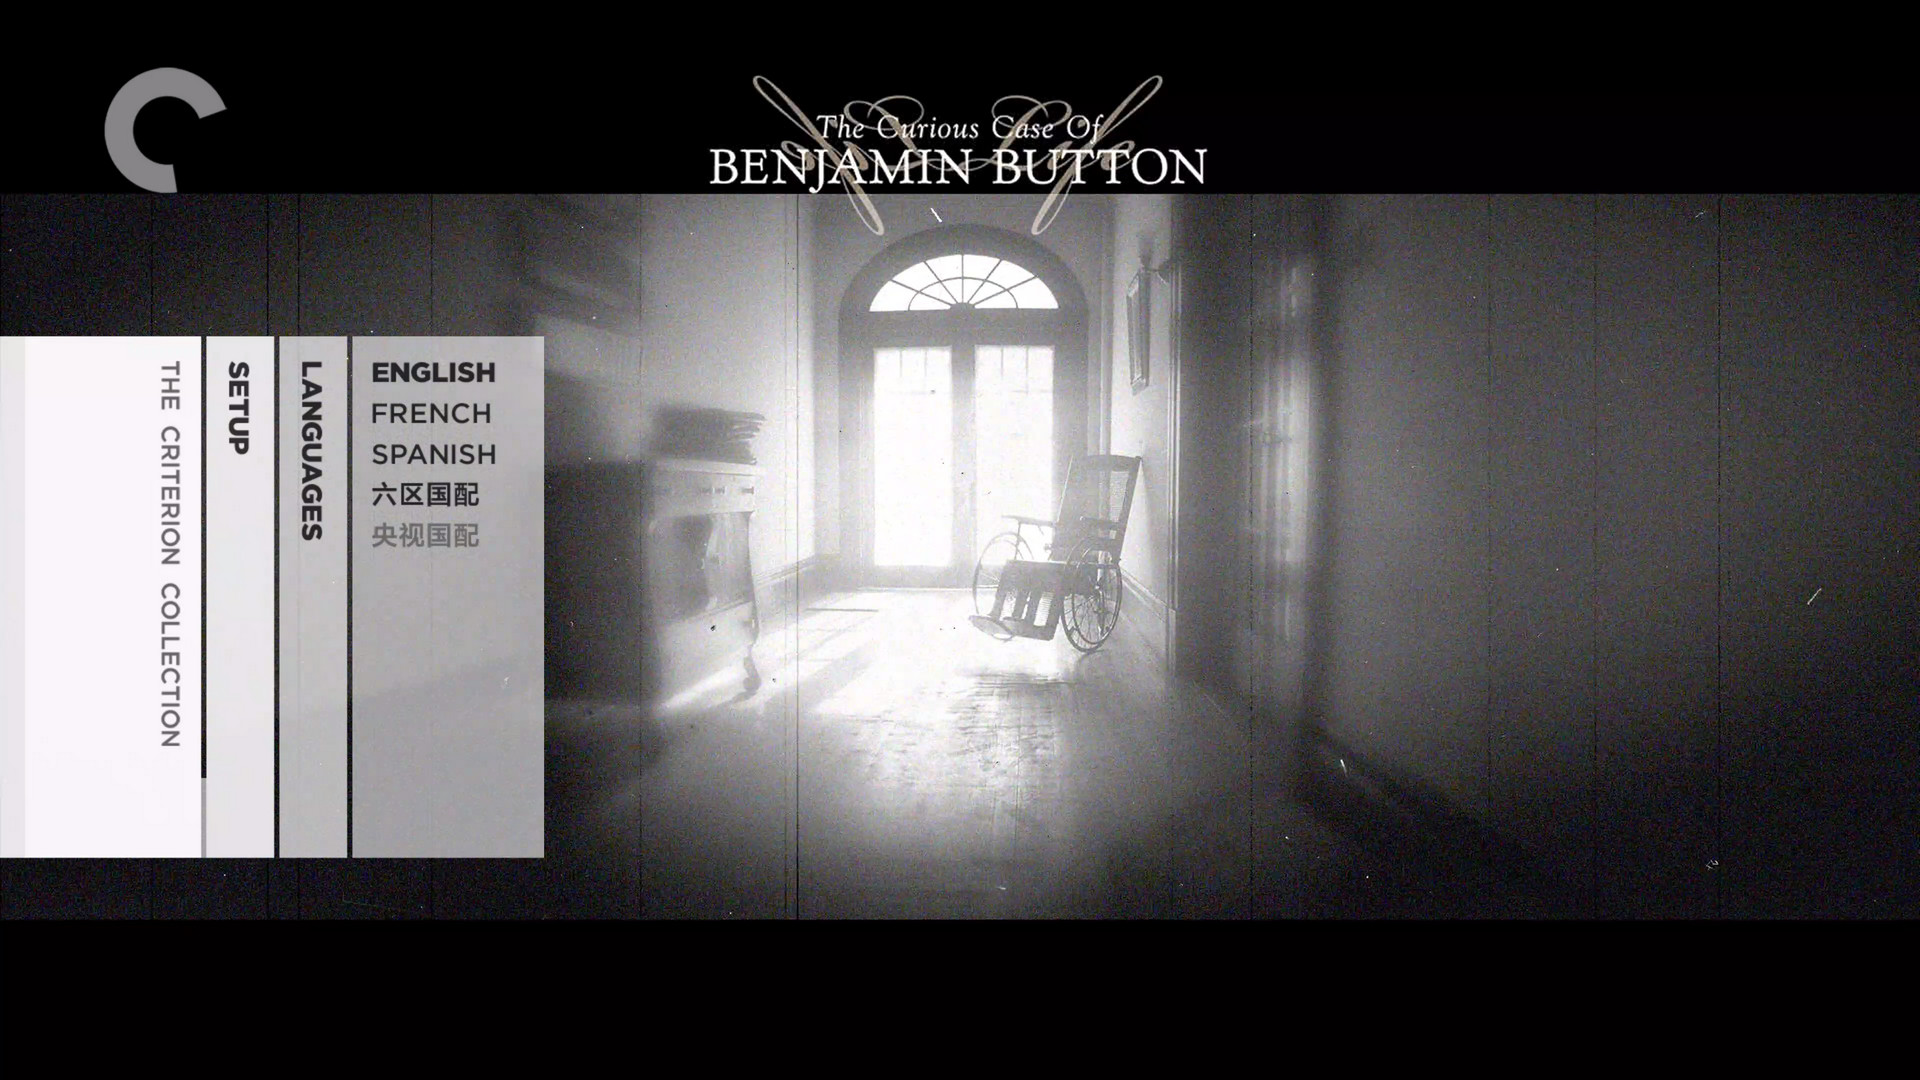 The Curious Case Of
BENJAMIN BUTTON
THE CRITERION COLLECTION
SETUP
LANGUAGES
ENGLISH
FRENCH
SPANISH
六区国配
央视国配